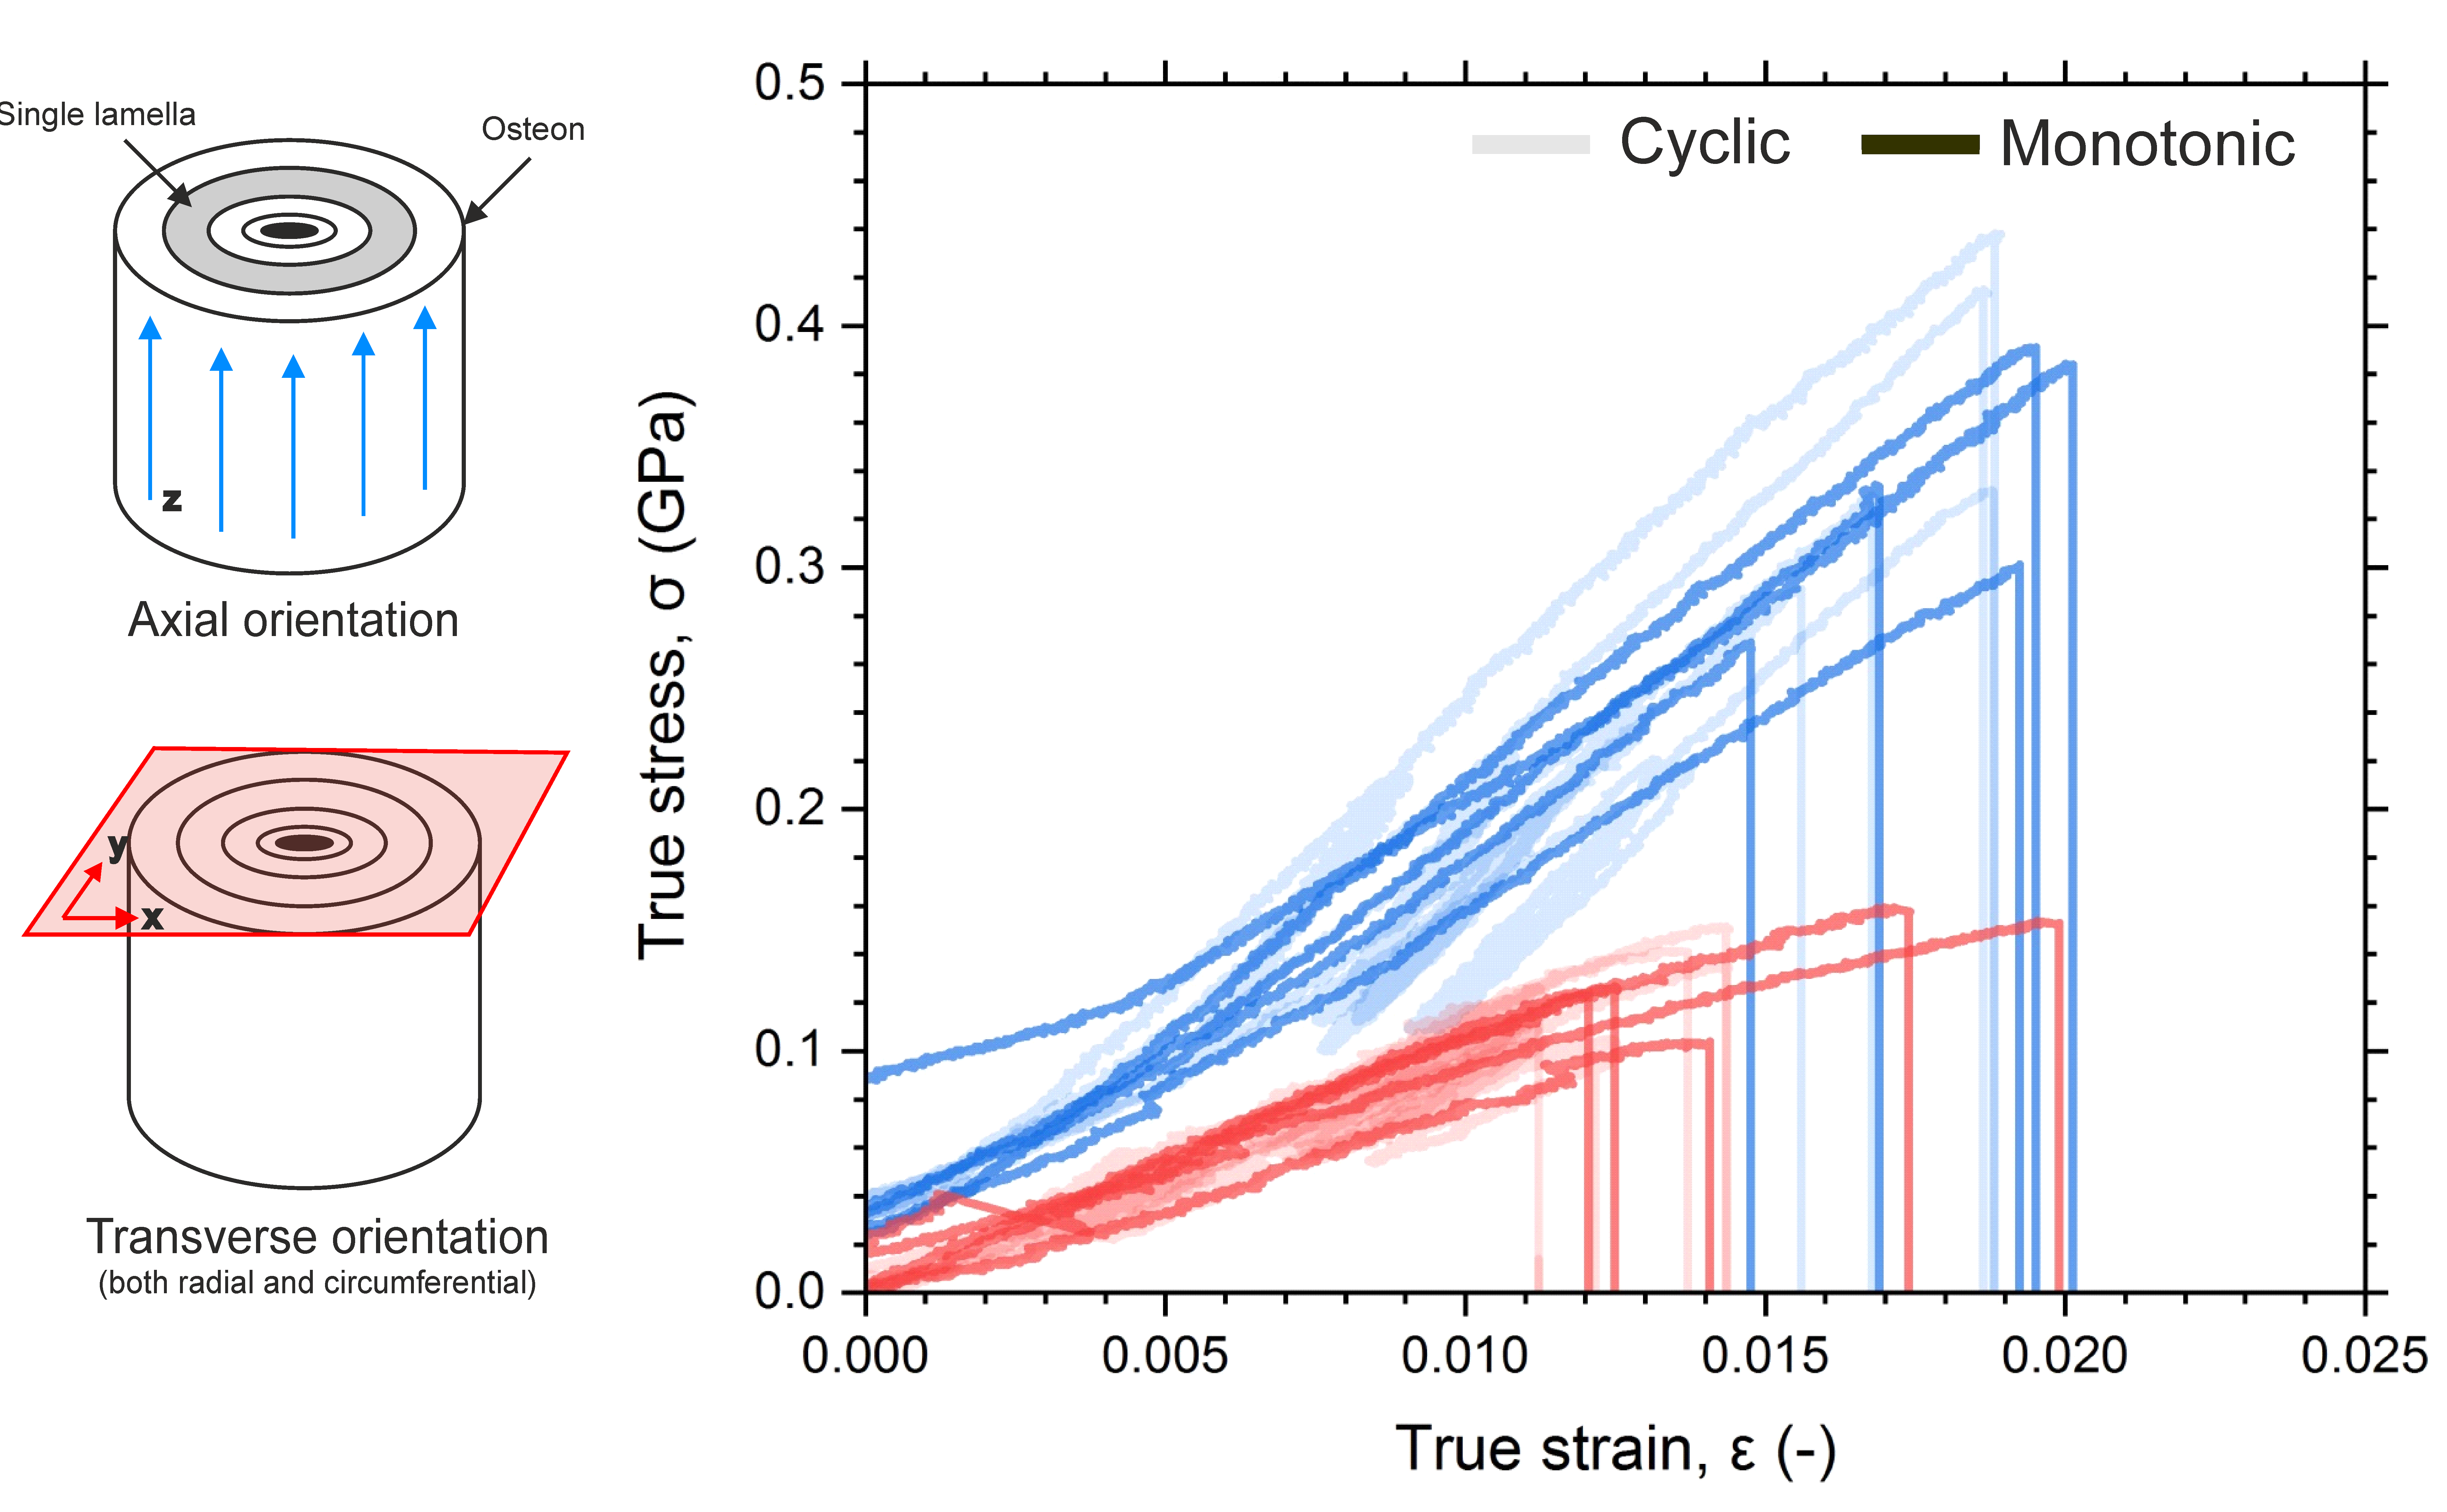 Single lamella
Osteon
z
Axial orientation
y
x
Transverse orientation
(both radial and circumferential)
True stress, σ (GPa)
0.5
0.4
0.3
0.2
0.1
0.0
Cyclic
Monotonic
0.000 0.005 0.010 0.015 0.020 0.025
True strain, ε (-)